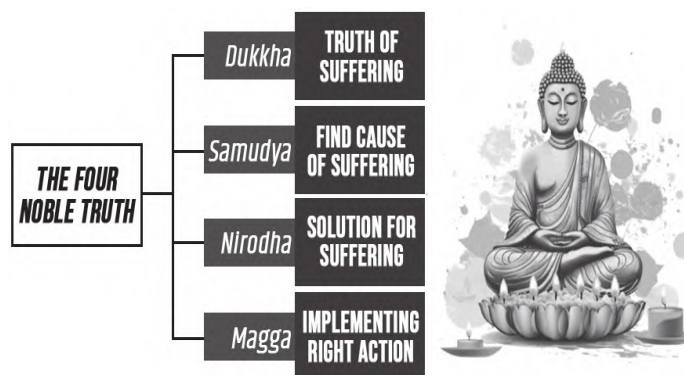 THE FOUR
NOBLE TRUTH
Dukkha
TRUTH OF
SUFFERING
Samudya
FIND CAUSE
OF SUFFERING
Nirodha
SOLUTION FOR
SUFFERING
Magga
IMPLEMENTING
RIGHT ACTION